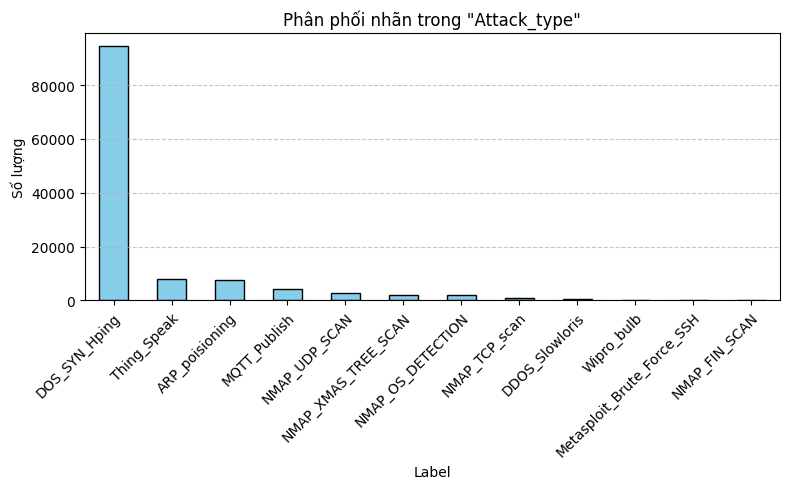 Phân phối nhãn trong "Attack_type"
Số lượng
80000
60000
40000
20000
0
DOS_SYN_Hping
Thing_Speak
ARP_poisioning
MQTT_Publish
NMAP_UDP_SCAN
NMAP_XMAS_TREE_SCAN
NMAP_OS_DETECTION
NMAP_TCP_scan
DDOS_Slowloris
Wipro_bulb
Metasploit_Brute_Force_SSH
NMAP_FIN_SCAN
Label